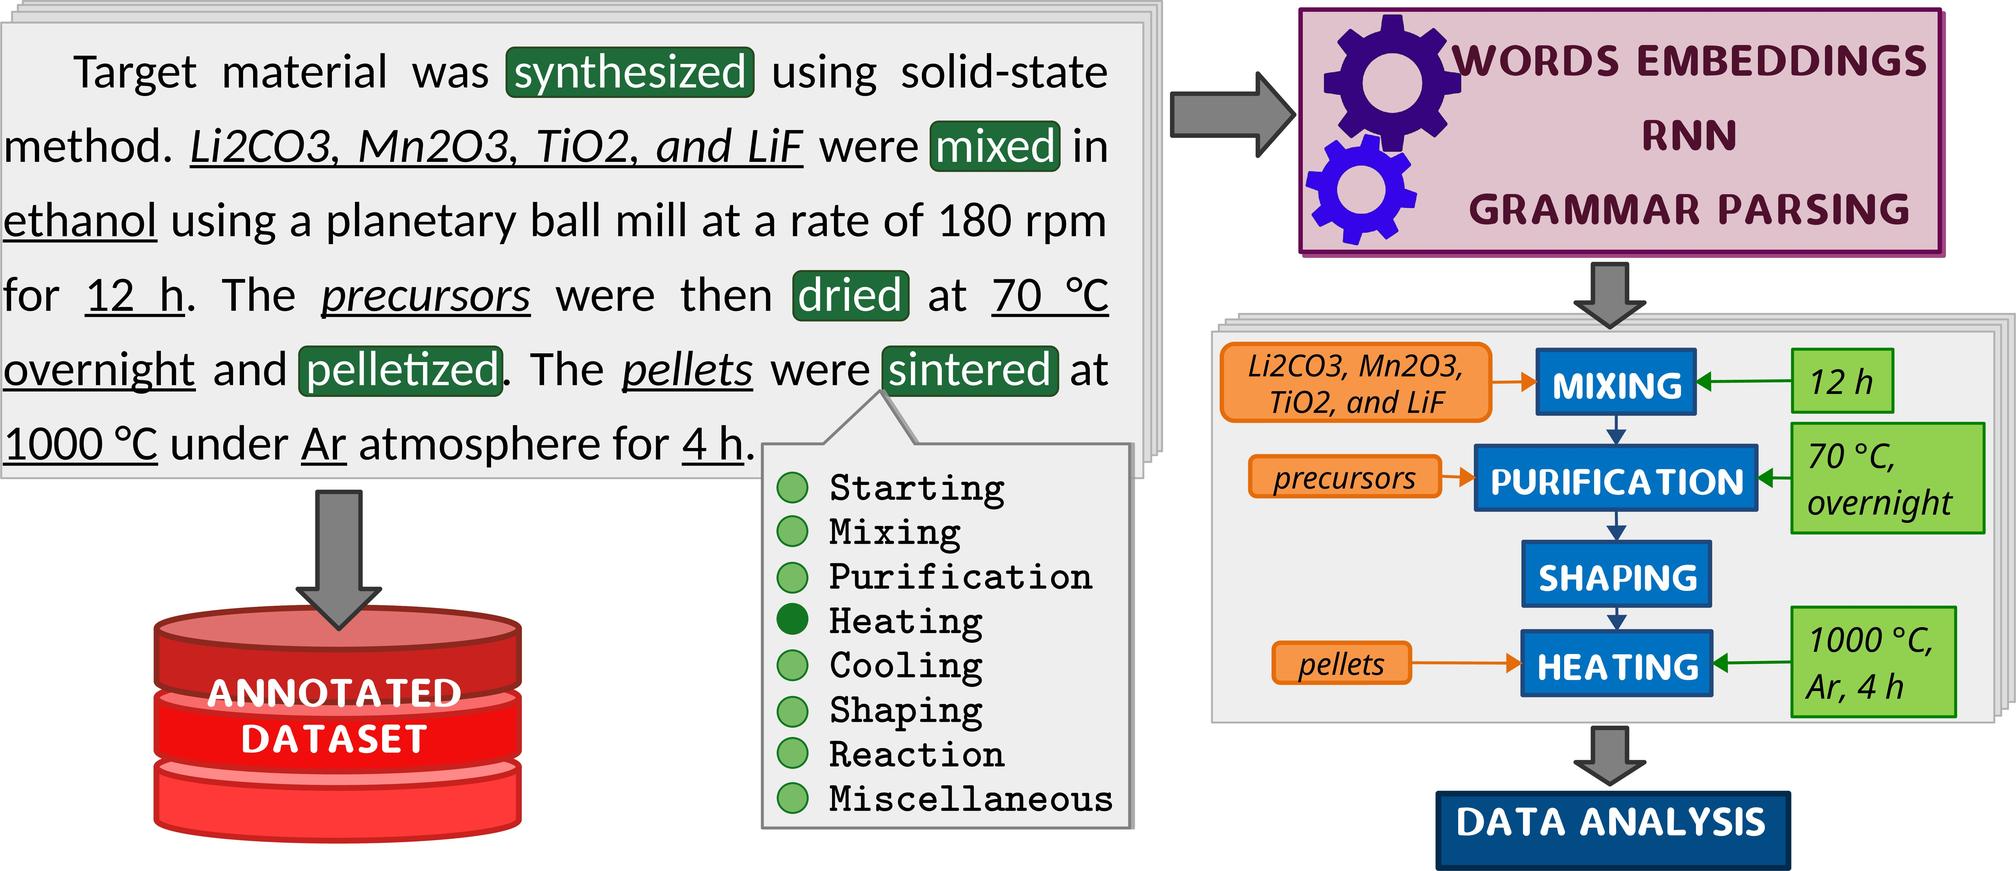 Target material was synthesized using solid-state
method. Li2CO3, Mn2O3, TiO2, and LiF were mixed in
ethanol using a planetary ball mill at a rate of 180 rpm
for 12 h. The precursors were then dried at 70 °C
overnight and pelletized. The pellets were sintered at
1000 °C under Ar atmosphere for 4 h.
Starting
Mixing
Purification
Heating
Cooling
Shaping
Reaction
Miscellaneous
ANNOTATED
DATASET
WORDS EMBEDDINGS
RNN
GRAMMAR PARSING
Li2CO3, Mn2O3,
TiO2, and LiF
MIXING
12 h
precursors
PURIFICATION
70 °C,
overnight
SHAPING
pellets
HEATING
1000 °C,
Ar, 4 h
DATA ANALYSIS